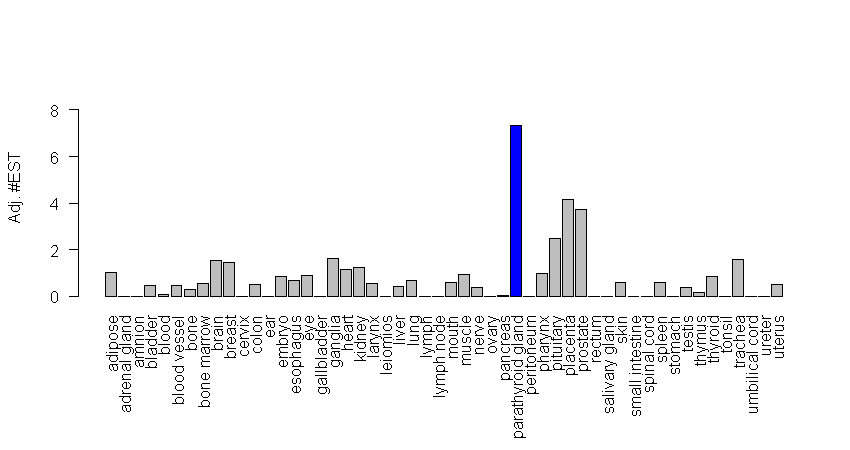 8
6
4
2
0
Adj. #EST
adipose
adrenal gland
amnion
bladder
blood
blood vessel
bone
bone marrow
brain
breast
cervix
colon
ear
embryo
esophagus
eye
gallbladder
ganglia
heart
kidney
larynx
leiomios
liver
lung
lymph
lymph node
mouth
muscle
nerve
ovary
pancreas
parathyroid gland
peritoneum
pharynx
pituitary
placenta
prostate
rectum
salivary gland
skin
small intestine
spinal cord
spleen
stomach
testis
thymus
thyroid
tonsil
trachea
umbilical cord
ureter
uterus